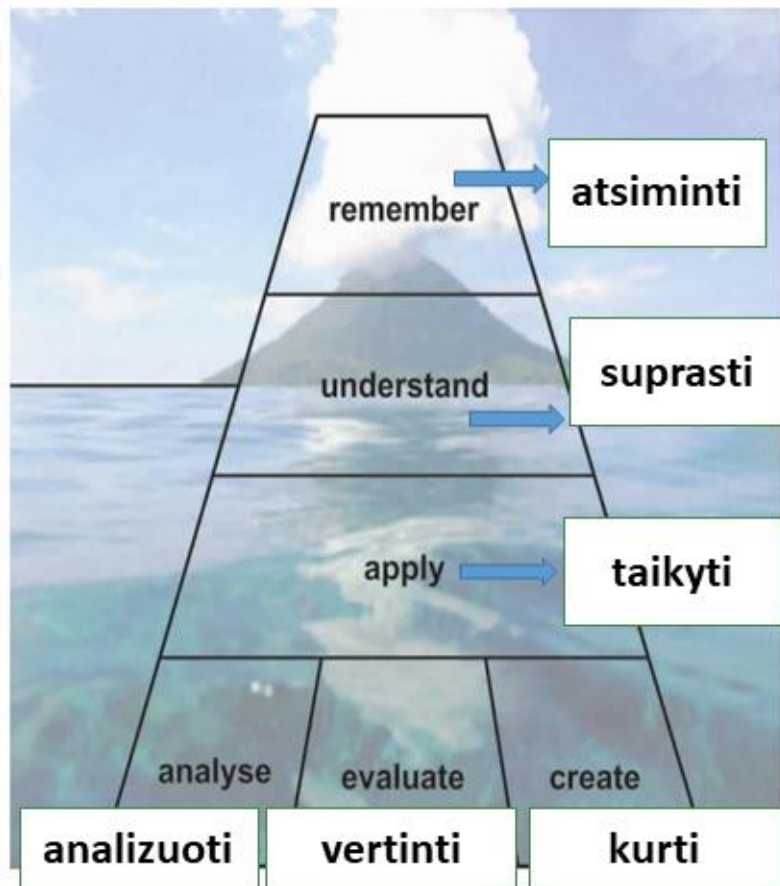 remember
atsiminti
understand
suprasti
apply
taikyti
analyse
evaluate
create
analizuoti
vertinti
kurti